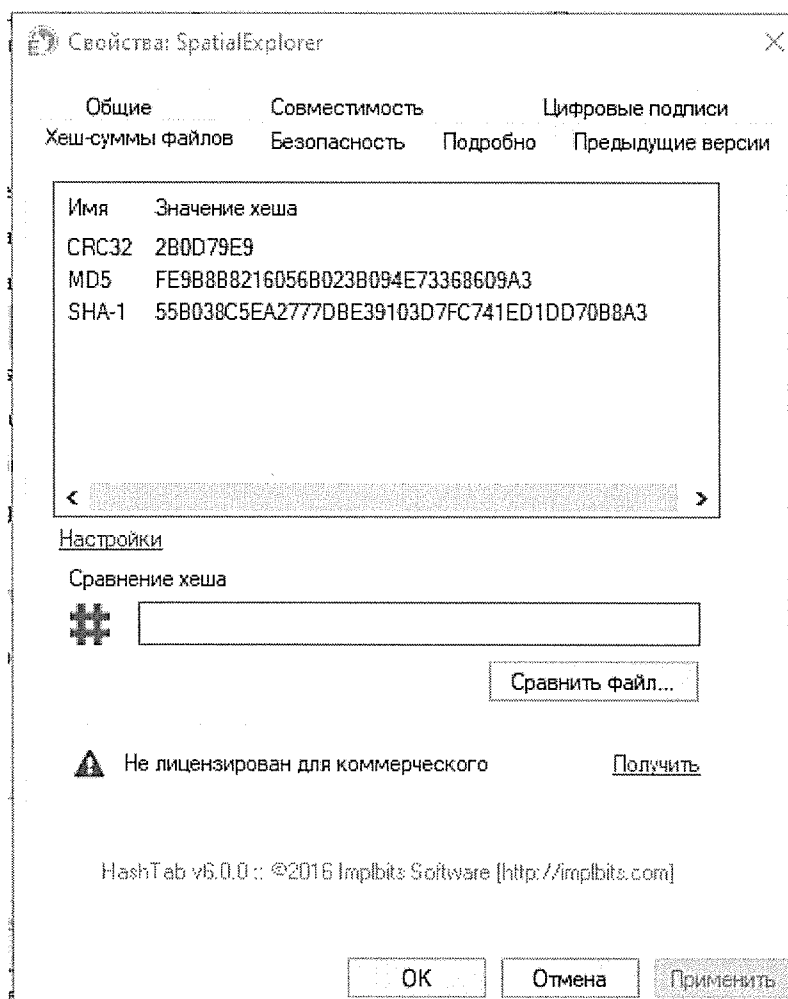 Свойства: SpatialExplorer
Общие Совместимость Цифровые подписи
Хеш-суммы файлов Безопасность Подробно Предыдущие версии
Имя Значение хеша
CRC32 2B0D79E9
MD5 FE9B8B8216056B023B094E73368609A3
SHA-1 55B038C5EA2777DBE39103D7FC741ED1DD70B8A3
Настройки
Сравнение хеша
Сравнить файл...
Не лицензирован для коммерческого Получить
HashTab v6.0.0 :: ©2016 Implbits Software [http://implbits.com]
OK Отмена Применить